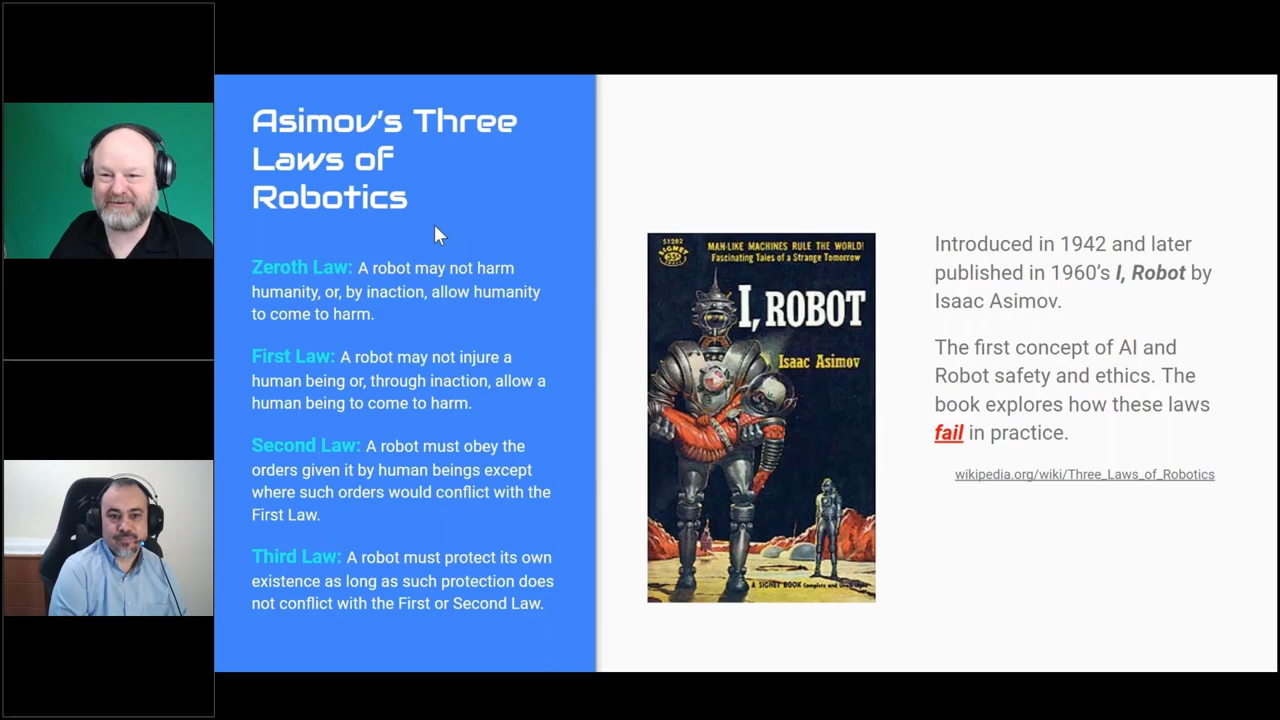 Asimov's Three
Laws of
Robotics
Zeroth Law: A robot may not harm
humanity, or, by inaction, allow humanity
to come to harm.
First Law: A robot may not injure a
human being or, through inaction, allow a
human being to come to harm.
Second Law: A robot must obey the
orders given it by human beings except
where such orders would conflict with the
First Law.
Third Law: A robot must protect its own
existence as long as such protection does
not conflict with the First or Second Law.
S1282
SIGNET
35¢
BOOKS
MAN-LIKE MACHINES RULE THE WORLD!
Fascinating Tales of a Strange Tomorrow
I, ROBOT
Isaac Asimov
A SIGNET BOOK Complete and
Introduced in 1942 and later
published in 1960's I, Robot by
Isaac Asimov.
The first concept of AI and
Robot safety and ethics. The
book explores how these laws
fail in practice.
wikipedia.org/wiki/Three_Laws_of_Robotics